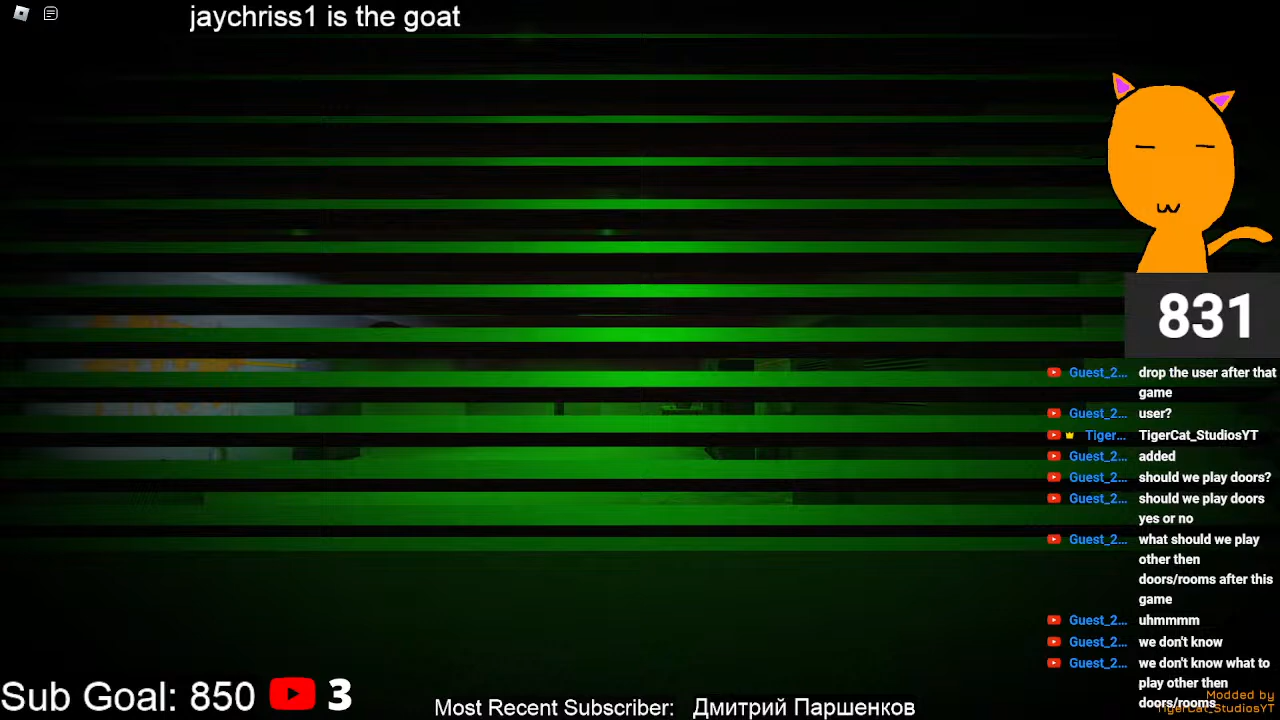 jaychriss1 is the goat
831
Guest_2... drop the user after that
game
Guest_2... user?
Tiger... TigerCat_StudiosYT
Guest_2... added
Guest_2... should we play doors?
Guest_2... should we play doors
yes or no
Guest_2... what should we play
other then
doors/rooms after this
game
Guest_2... uhmmmm
Guest_2... we don't know
Guest_2... we don't know what to
play other then
doors/rooms
Modded by
TigerCat_StudiosYT
Sub Goal: 850 3
Most Recent Subscriber: Дмитрий Паршенков